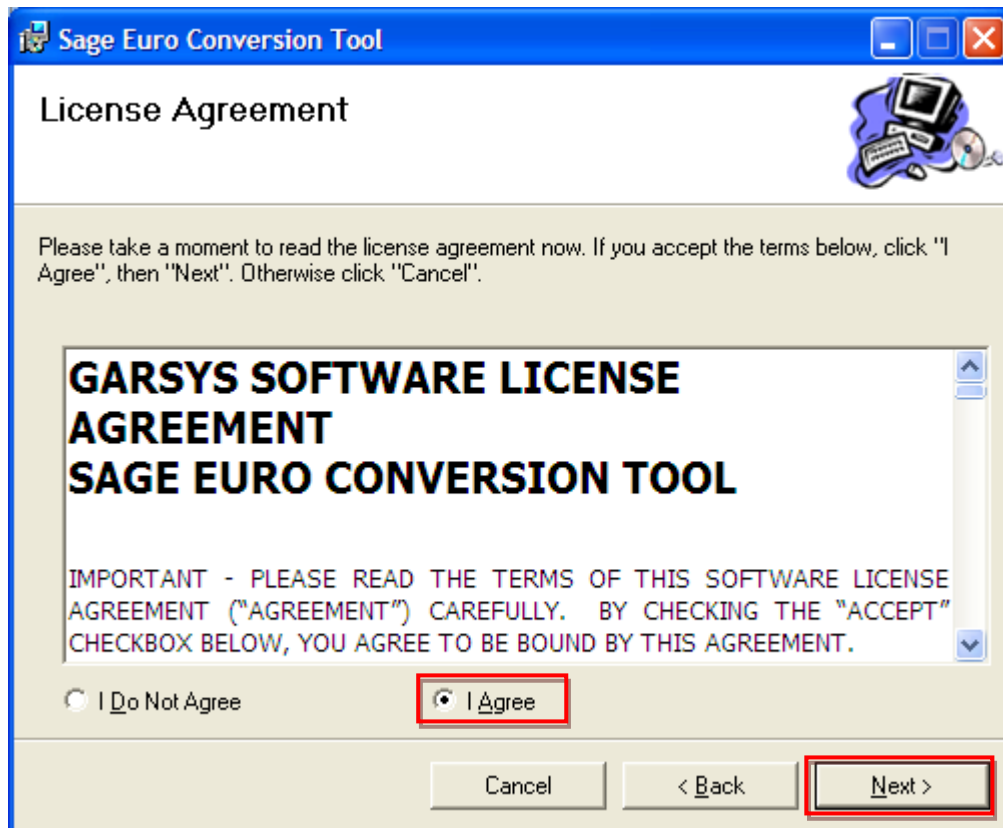 Sage Euro Conversion Tool
License Agreement
Please take a moment to read the license agreement now. If you accept the terms below, click "I
Agree", then "Next". Otherwise click "Cancel".
GARSYS SOFTWARE LICENSE
AGREEMENT
SAGE EURO CONVERSION TOOL
IMPORTANT - PLEASE READ THE TERMS OF THIS SOFTWARE LICENSE
AGREEMENT (“AGREEMENT”) CAREFULLY. BY CHECKING THE “ACCEPT”
CHECKBOX BELOW, YOU AGREE TO BE BOUND BY THIS AGREEMENT.
I Do Not Agree
I Agree
Cancel
< Back
Next >